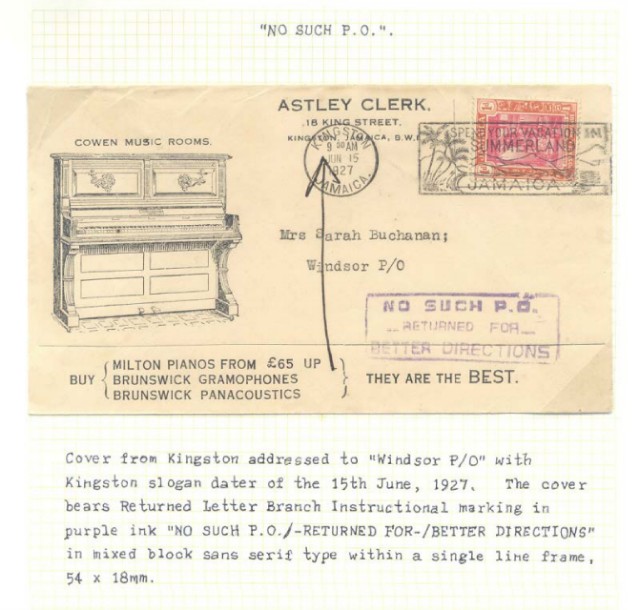 "NO SUCH P.O.".
ASTLEY CLERK.
18 KING STREET.
KINGSTON, JAMAICA, B.W.I.
COWEN MUSIC ROOMS.
KINGSTON
9 30 AM
JUN 15
1927
JAMAICA.
SPEND YOUR VACATION IN
SUMMERLAND
JAMAICA
Mrs Sarah Buchanan;
Windsor P/O
NO SUCH P.O.
RETURNED FOR
BETTER DIRECTIONS
BUY { MILTON PIANOS FROM £65 UP
BRUNSWICK GRAMOPHONES
BRUNSWICK PANACOUSTICS } THEY ARE THE BEST.
Cover from Kingston addressed to "Windsor P/O" with
Kingston slogan dater of the 15th June, 1927. The cover
bears Returned Letter Branch Instructional marking in
purple ink "NO SUCH P.O./-RETURNED FOR-/BETTER DIRECTIONS"
in mixed block sans serif type within a single line frame,
54 x 18mm.